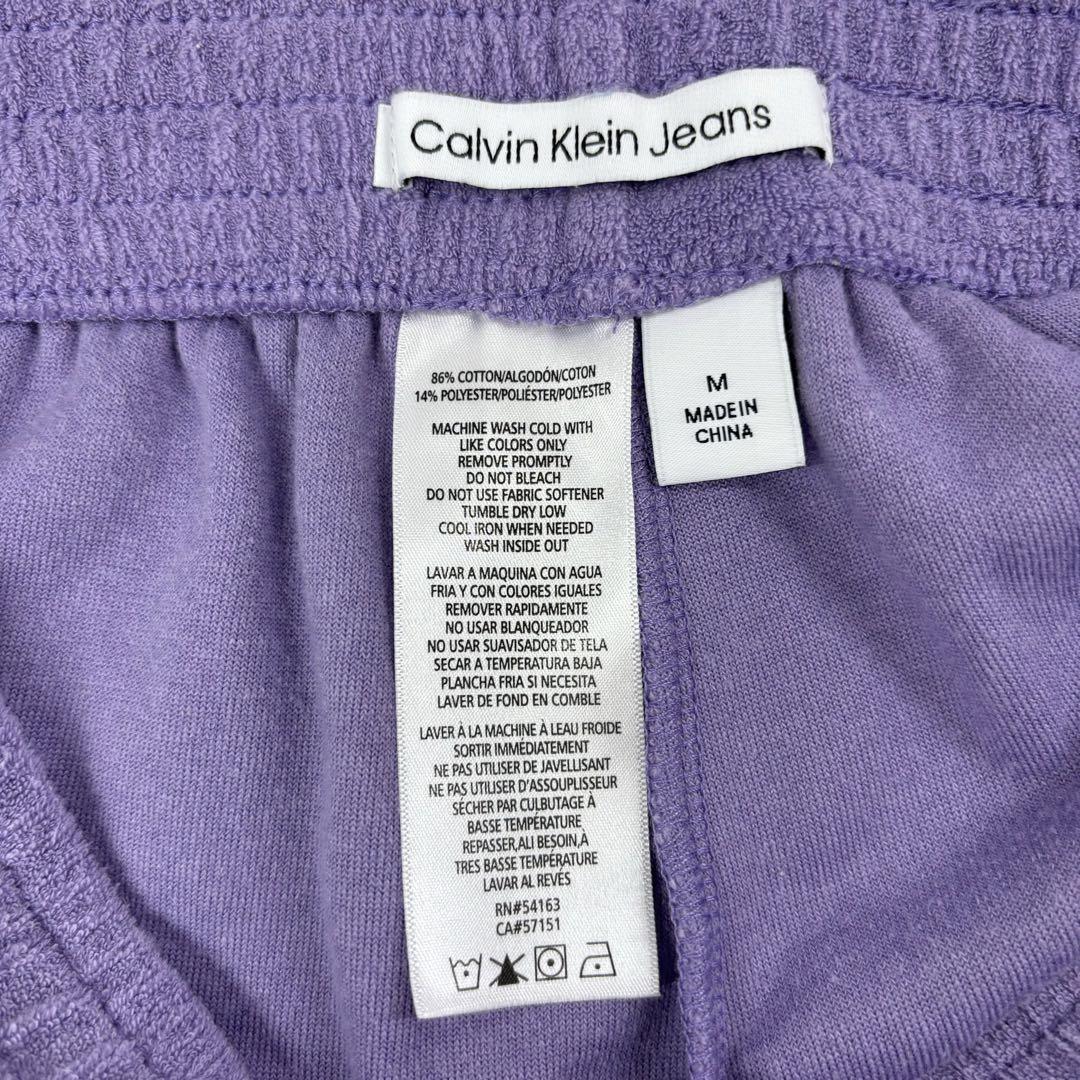 Calvin Klein Jeans
86% COTTON/ALGODÓN/COTON
14% POLYESTER/POLIÉSTER/POLYESTER
MACHINE WASH COLD WITH
LIKE COLORS ONLY
REMOVE PROMPTLY
DO NOT BLEACH
DO NOT USE FABRIC SOFTENER
TUMBLE DRY LOW
COOL IRON WHEN NEEDED
WASH INSIDE OUT
LAVAR A MAQUINA CON AGUA
FRIA Y CON COLORES IGUALES
REMOVER RAPIDAMENTE
NO USAR BLANQUEADOR
NO USAR SUAVISADOR DE TELA
SECAR A TEMPERATURA BAJA
PLANCHA FRIA SI NECESITA
LAVER DE FOND EN COMBLE
LAVER À LA MACHINE À LEAU FROIDE
SORTIR IMMÉDIATEMENT
NE PAS UTILISER DE JAVELLISANT
NE PAS UTILISER D'ASSOUPLISSEUR
SÉCHER PAR CULBUTAGE À
BASSE TEMPÉRATURE
REPASSER,ALI BESOIN,À
TRES BASSE TEMPÉRATURE
LAVAR AL REVÉS
RN#54163
CA#57151
M
MADE IN
CHINA